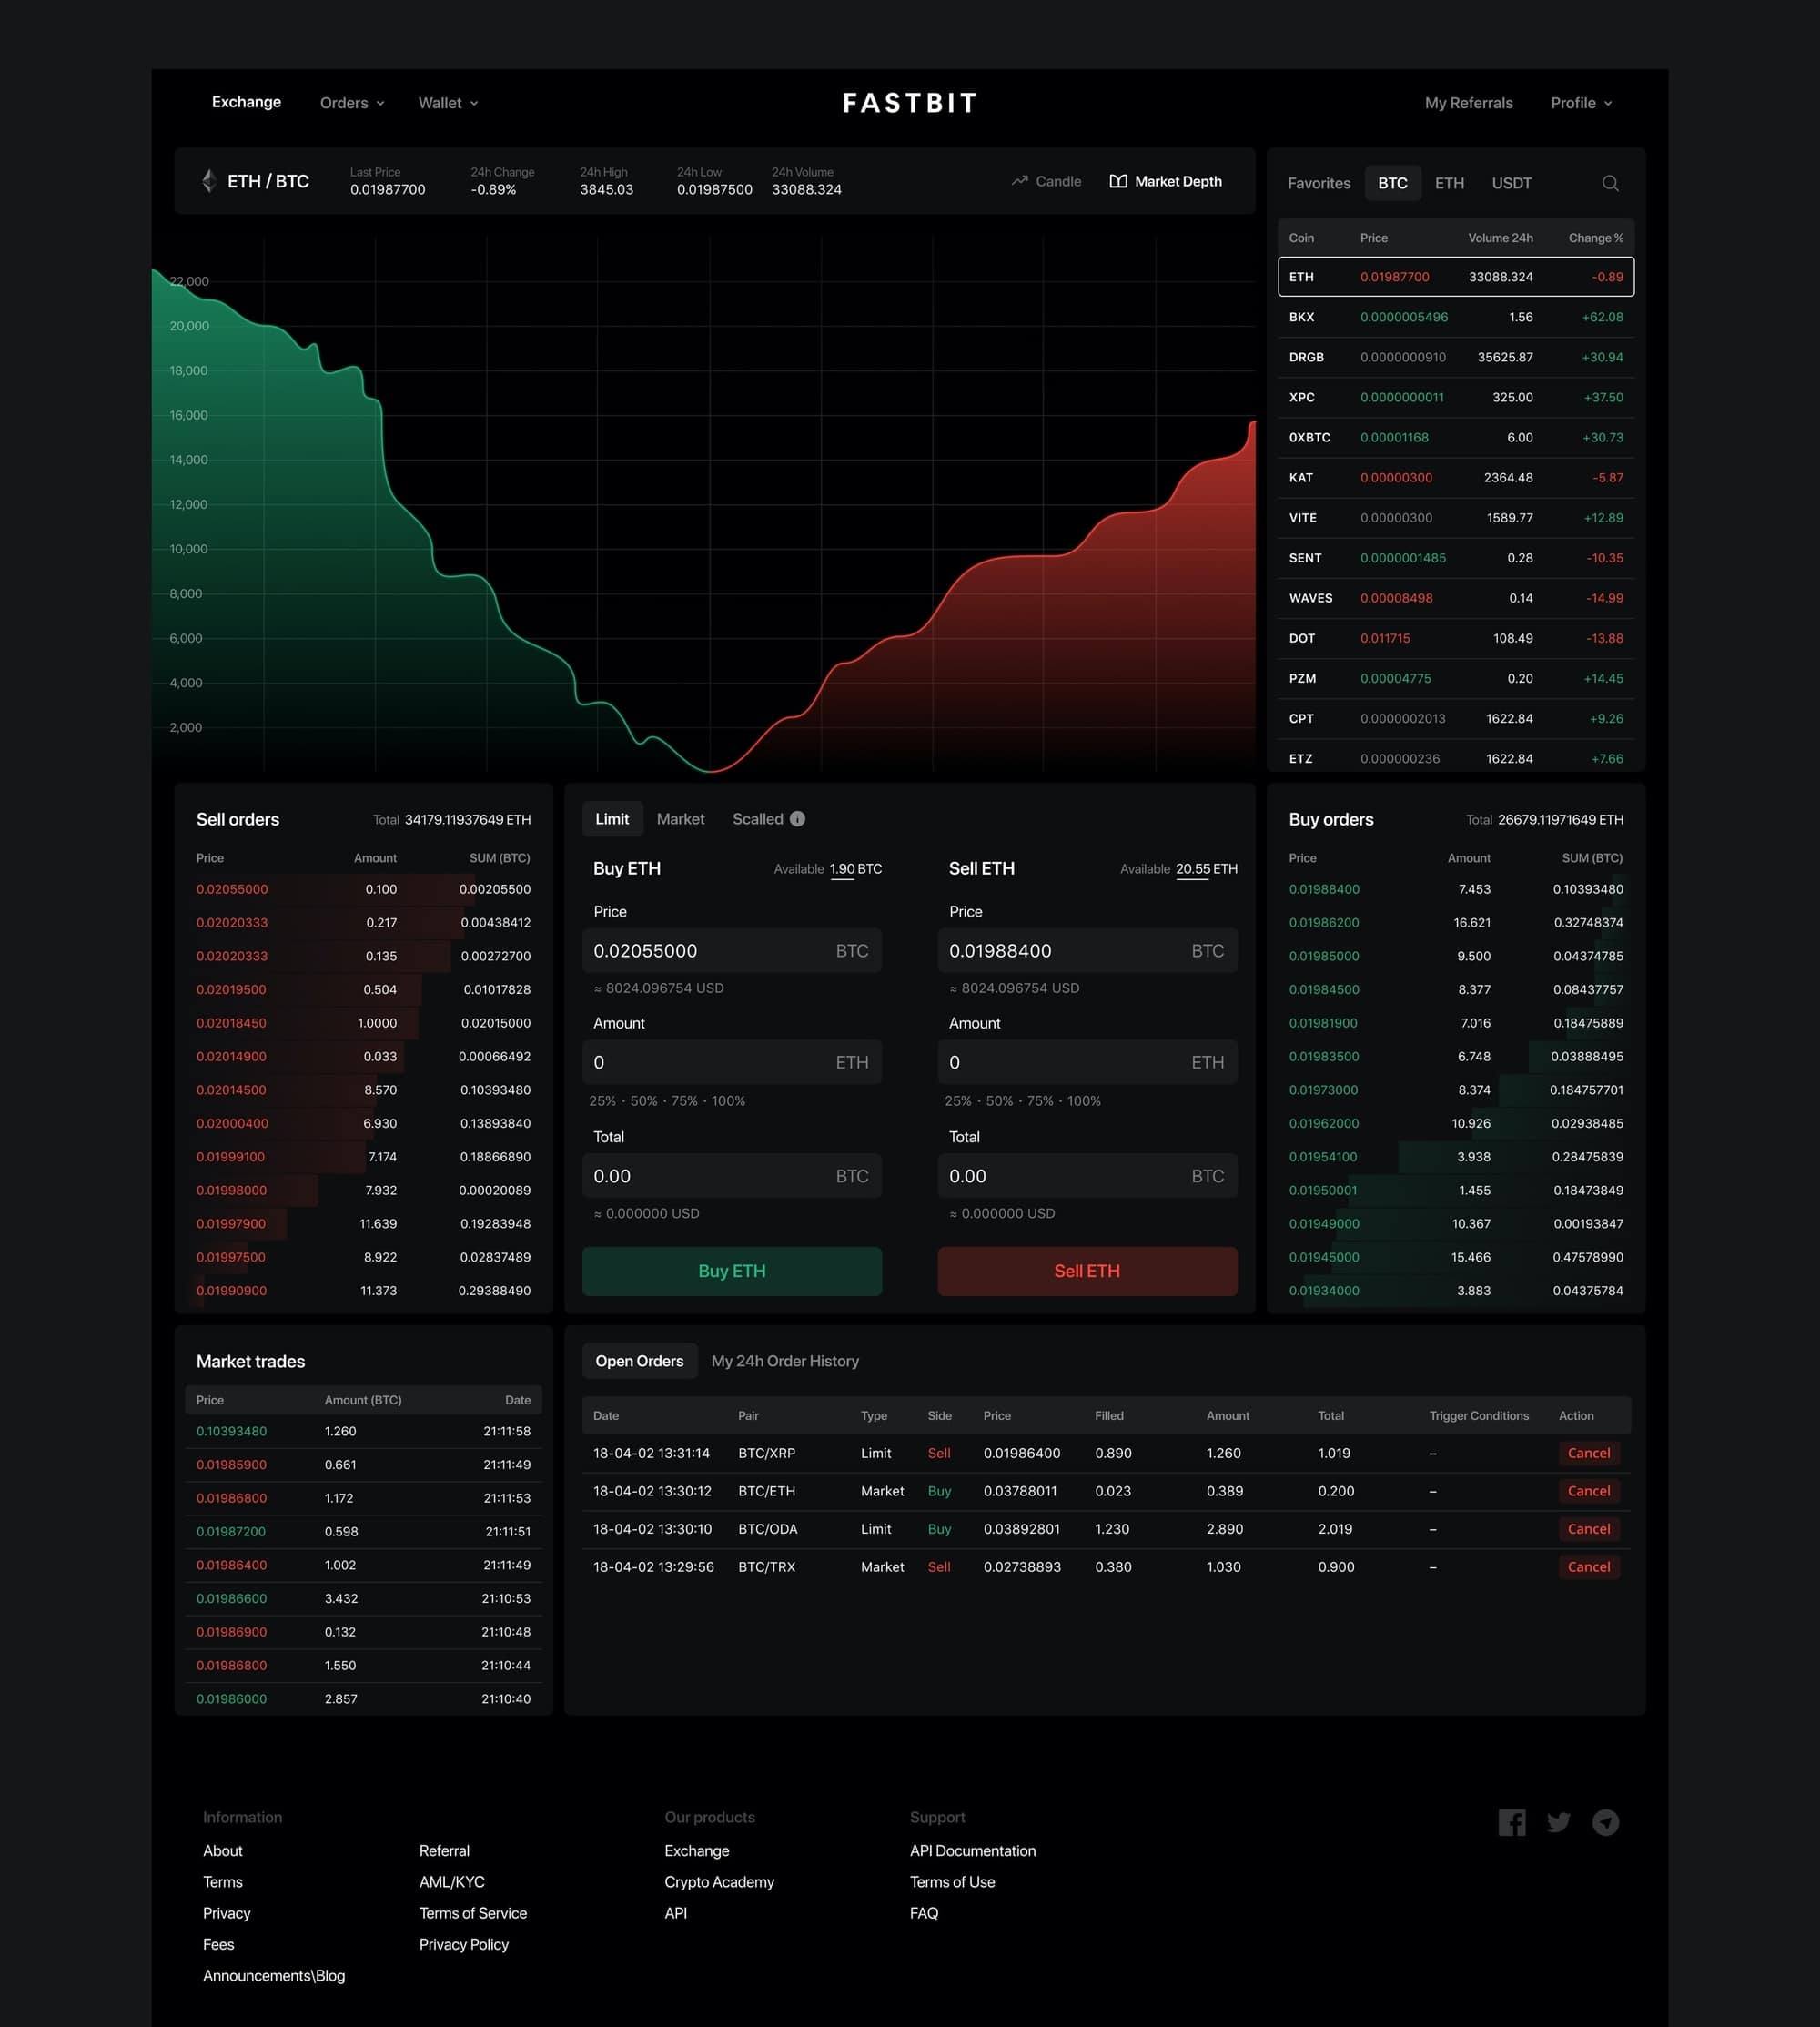 Exchange Orders Wallet FASTBIT My Referrals Profile
ETH / BTC
Last Price 24h Change 24h High 24h Low 24h Volume
0.01987700 -0.89% 3845.03 0.01987500 33088.324
Candle Market Depth
22,000
20,000
18,000
16,000
14,000
12,000
10,000
8,000
6,000
4,000
2,000
Favorites BTC ETH USDT
Coin Price Volume 24h Change %
ETH 0.01987700 33088.324 -0.89
BKX 0.0000005496 1.56 +62.08
DRGB 0.0000000910 35625.87 +30.94
XPC 0.0000000011 325.00 +37.50
0XBTC 0.00001168 6.00 +30.73
KAT 0.00000300 2364.48 -5.87
VITE 0.00000300 1589.77 +12.89
SENT 0.0000001485 0.28 -10.35
WAVES 0.00008498 0.14 -14.99
DOT 0.011715 108.49 -13.88
PZM 0.00004775 0.20 +14.45
CPT 0.0000002013 1622.84 +9.26
ETZ 0.000000236 1622.84 +7.66
Sell orders Total 34179.11937649 ETH
Price Amount SUM (BTC)
0.02055000 0.100 0.00205500
0.02020333 0.217 0.00438412
0.02020333 0.135 0.00272700
0.02019500 0.504 0.01017828
0.02018450 1.0000 0.02015000
0.02014900 0.033 0.00066492
0.02014500 8.570 0.10393480
0.02000400 6.930 0.13893840
0.01999100 7.174 0.18866890
0.01998000 7.932 0.00020089
0.01997900 11.639 0.19283948
0.01997500 8.922 0.02837489
0.01990900 11.373 0.29388490
Limit Market Scalled
Buy ETH Available 1.90 BTC
Price
0.02055000 BTC
≈ 8024.096754 USD
Amount
0 ETH
25% · 50% · 75% · 100%
Total
0.00 BTC
≈ 0.000000 USD
Buy ETH
Sell ETH Available 20.55 ETH
Price
0.01988400 BTC
≈ 8024.096754 USD
Amount
0 ETH
25% · 50% · 75% · 100%
Total
0.00 BTC
≈ 0.000000 USD
Sell ETH
Buy orders Total 26679.11971649 ETH
Price Amount SUM (BTC)
0.01988400 7.453 0.10393480
0.01986200 16.621 0.32748374
0.01985000 9.500 0.04374785
0.01984500 8.377 0.08437757
0.01981900 7.016 0.18475889
0.01983500 6.748 0.03888495
0.01973000 8.374 0.184757701
0.01962000 10.926 0.02938485
0.01954100 3.938 0.28475839
0.01950001 1.455 0.18473849
0.01949000 10.367 0.00193847
0.01945000 15.466 0.47578990
0.01934000 3.883 0.04375784
Market trades
Price Amount (BTC) Date
0.10393480 1.260 21:11:58
0.01985900 0.661 21:11:49
0.01986800 1.172 21:11:53
0.01987200 0.598 21:11:51
0.01986400 1.002 21:11:49
0.01986600 3.432 21:10:53
0.01986900 0.132 21:10:48
0.01986800 1.550 21:10:44
0.01986000 2.857 21:10:40
Open Orders My 24h Order History
Date Pair Type Side Price Filled Amount Total Trigger Conditions Action
18-04-02 13:31:14 BTC/XRP Limit Sell 0.01986400 0.890 1.260 1.019 – Cancel
18-04-02 13:30:12 BTC/ETH Market Buy 0.03788011 0.023 0.389 0.200 – Cancel
18-04-02 13:30:10 BTC/ODA Limit Buy 0.03892801 1.230 2.890 2.019 – Cancel
18-04-02 13:29:56 BTC/TRX Market Sell 0.02738893 0.380 1.030 0.900 – Cancel
Information
About
Terms
Privacy
Fees
Announcements\Blog
Referral
AML/KYC
Terms of Service
Privacy Policy
Our products
Exchange
Crypto Academy
API
Support
API Documentation
Terms of Use
FAQ